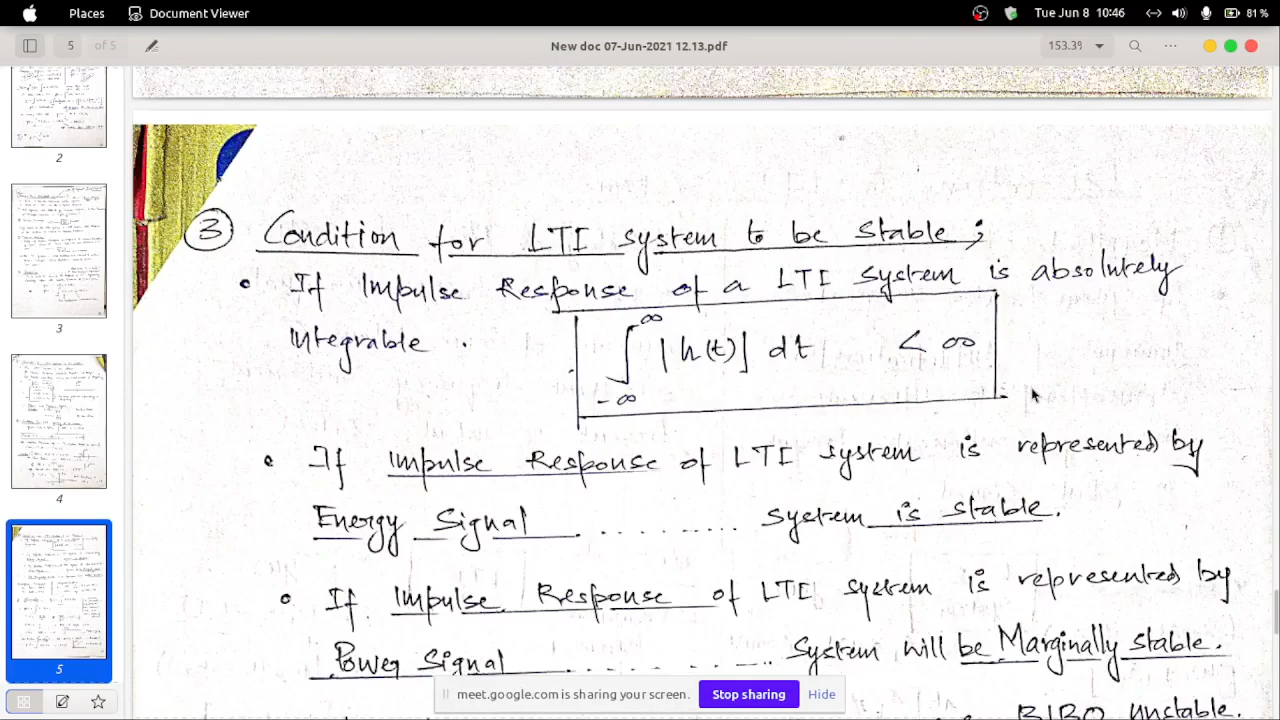 Places Document Viewer Tue Jun 8 10:46 81 %
5 of 5 New doc 07-Jun-2021 12.13.pdf 153.39
2
3
4
5
③ Condition for LTI system to be stable ;
• If Impulse Response of a LTI system is absolutely
Integrable . ∫ |h(t)| dt < ∞
∞
-∞
• If Impulse Response of LTI system is represented by
Energy Signal .......... system is stable.
• If Impulse Response of LTI system is represented by
Power Signal .......... System will be Marginally stable.
meet.google.com is sharing your screen. Stop sharing Hide
BIBO Unstable.